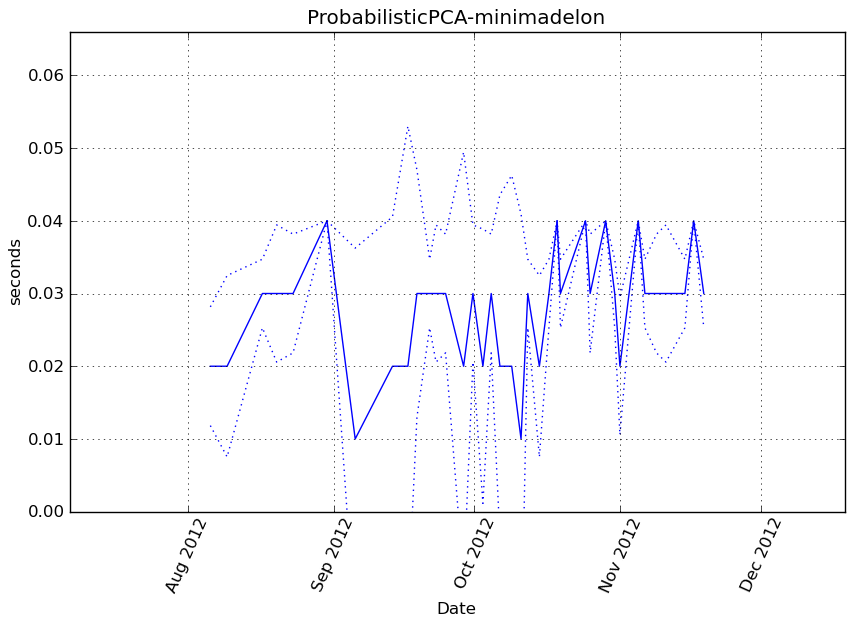 ProbabilisticPCA-minimadelon
0.06
0.05
0.04
0.03
0.02
0.01
0.00
seconds
Aug 2012
Sep 2012
Oct 2012
Nov 2012
Dec 2012
Date